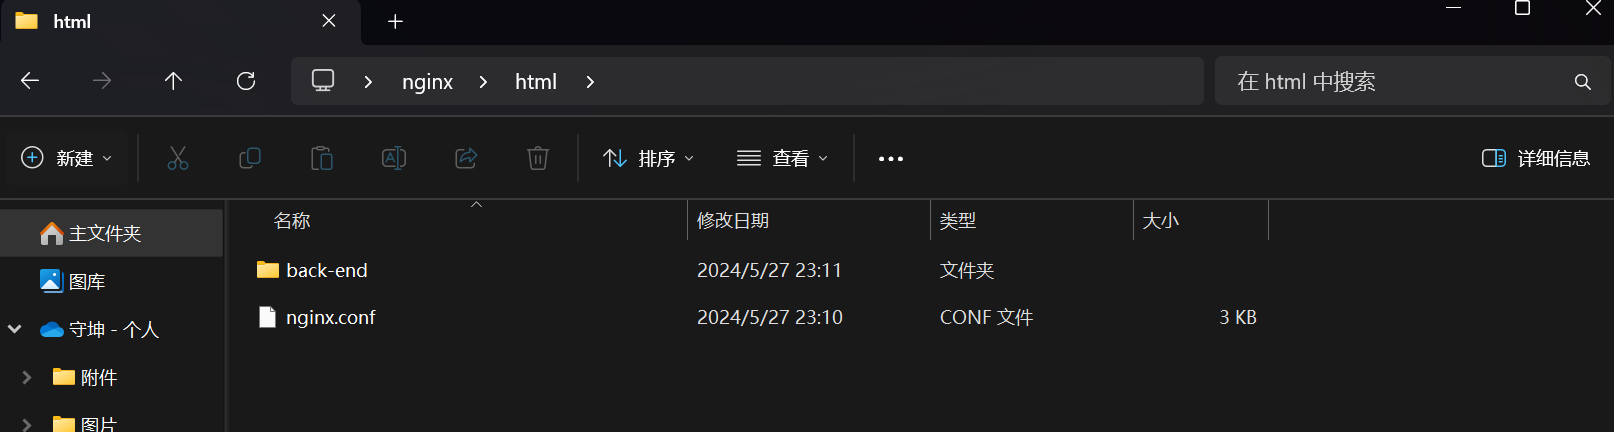 html
nginx > html >
在 html 中搜索
新建
排序
查看
详细信息
名称 修改日期 类型 大小
主文件夹
back-end 2024/5/27 23:11 文件夹
图库
nginx.conf 2024/5/27 23:10 CONF 文件 3 KB
守坤 - 个人
附件
图片